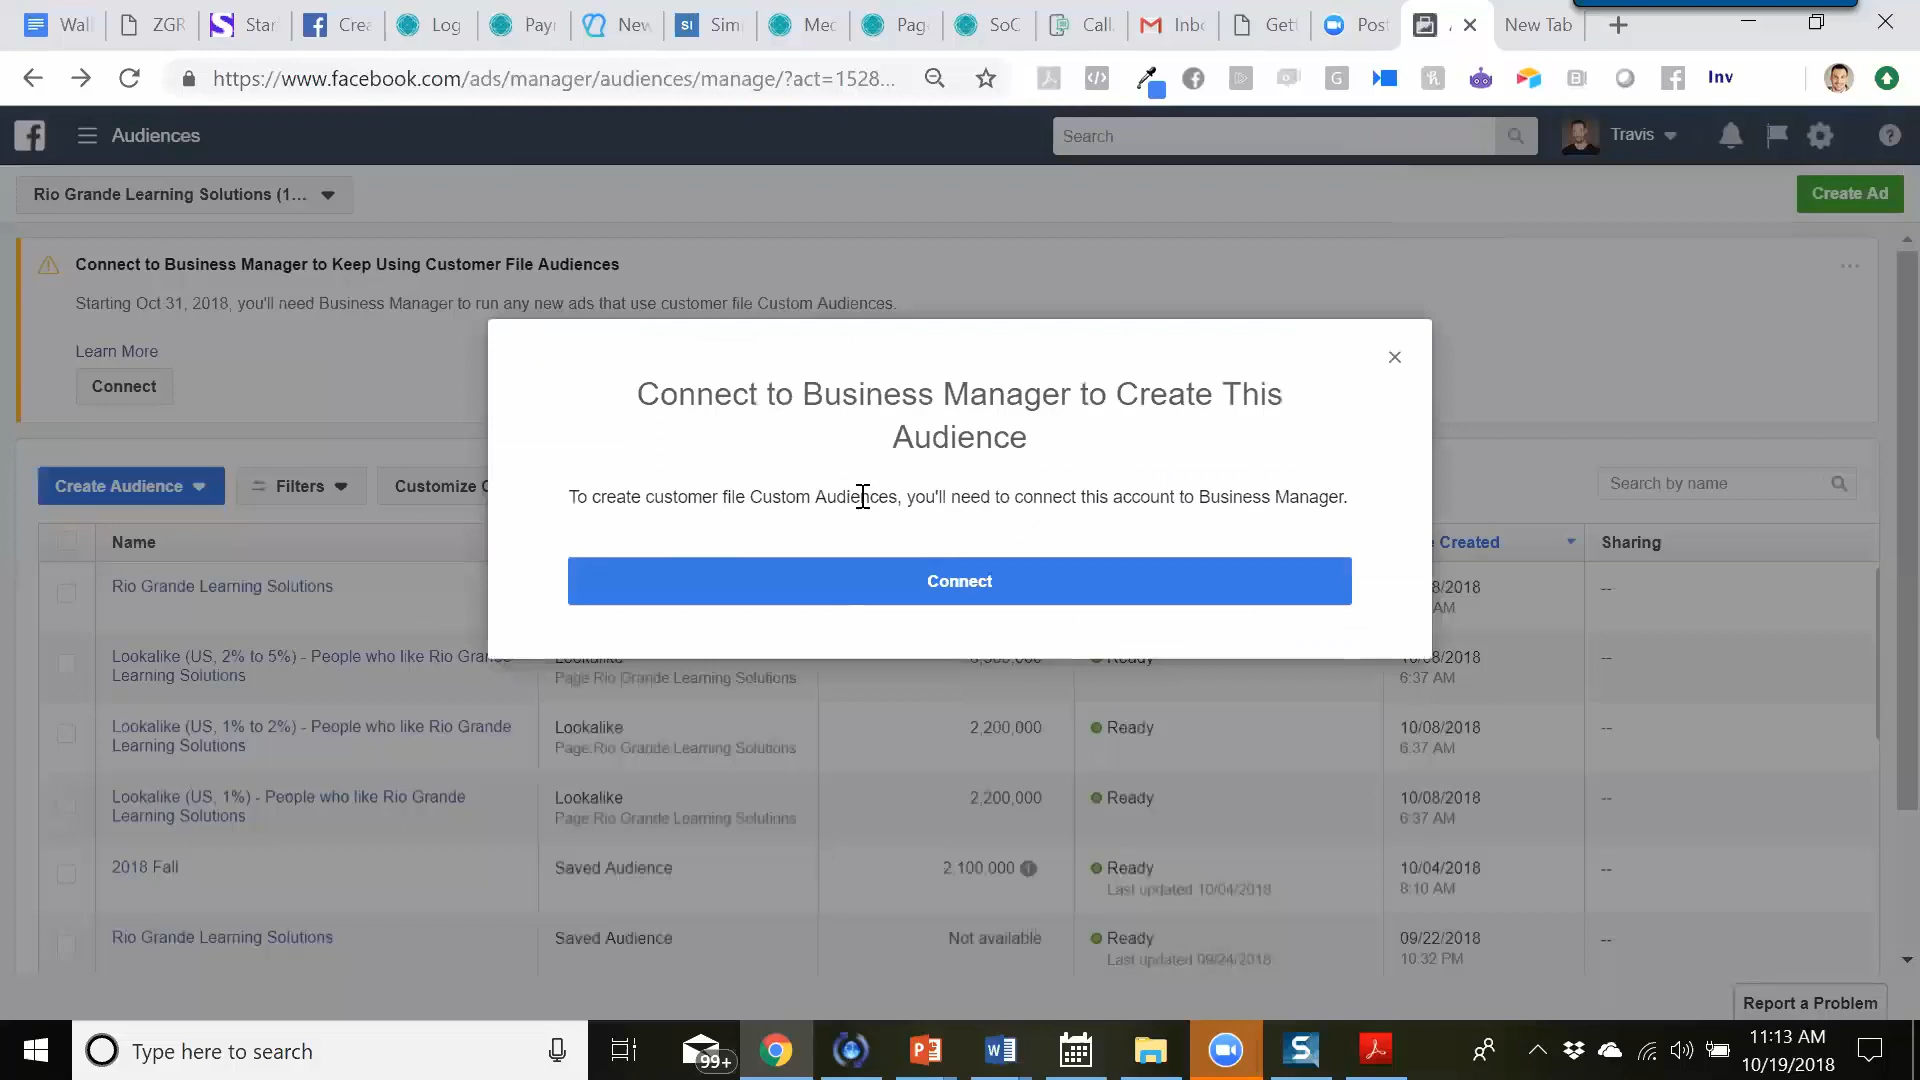 Wall
ZGR
Star
Crea
Log
Payr
New
SI
Sim
Mec
Pag
SoC
Call
Inbo
Gett
Post
New Tab
https://www.facebook.com/ads/manager/audiences/manage/?act=1528...
Inv
Audiences
Search
Travis
Rio Grande Learning Solutions (1...
Create Ad
Connect to Business Manager to Keep Using Customer File Audiences
Starting Oct 31, 2018, you'll need Business Manager to run any new ads that use customer file Custom Audiences.
Learn More
Connect
Connect to Business Manager to Create This
Audience
To create customer file Custom Audiences, you'll need to connect this account to Business Manager.
Connect
Create Audience
Filters
Customize C
Search by name
Name
Created
Sharing
Rio Grande Learning Solutions
8/2018
AM
--
Lookalike (US, 2% to 5%) - People who like Rio Grande
Learning Solutions
Lookalike
Page Rio Grande Learning Solutions
Ready
10/08/2018
6:37 AM
--
Lookalike (US, 1% to 2%) - People who like Rio Grande
Learning Solutions
Lookalike
Page Rio Grande Learning Solutions
2,200,000
Ready
10/08/2018
6:37 AM
--
Lookalike (US, 1%) - People who like Rio Grande
Learning Solutions
Lookalike
Page Rio Grande Learning Solutions
2,200,000
Ready
10/08/2018
6:37 AM
--
2018 Fall
Saved Audience
2,100,000
Ready
Last updated 10/04/2018
10/04/2018
8:10 AM
--
Rio Grande Learning Solutions
Saved Audience
Not available
Ready
Last updated 09/24/2018
09/22/2018
10:32 PM
--
Report a Problem
Type here to search
99+
11:13 AM
10/19/2018